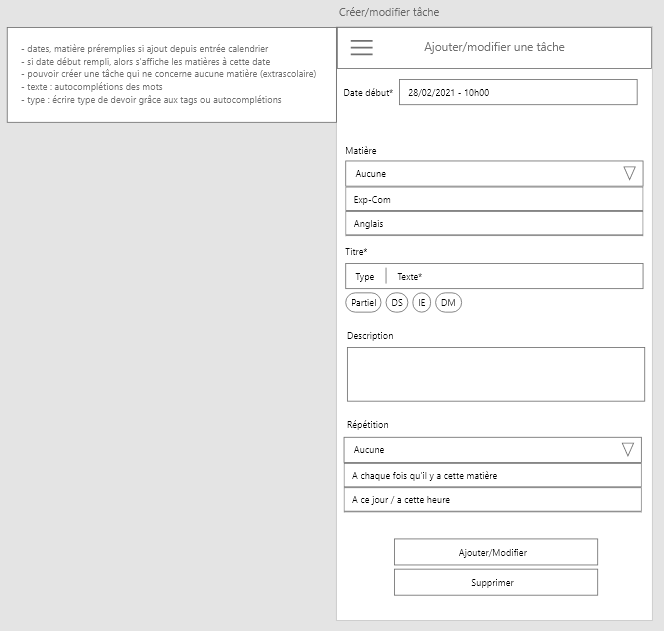 Créer/modifier tâche
- dates, matière préremplies si ajout depuis entrée calendrier
- si date début rempli, alors s'affiche les matières à cette date
- pouvoir créer une tâche qui ne concerne aucune matière (extrascolaire)
- texte : autocomplétions des mots
- type : écrire type de devoir grâce aux tags ou autocomplétions
Ajouter/modifier une tâche
Date début* 28/02/2021 - 10h00
Matière
Aucune
Exp-Com
Anglais
Titre*
Type Texte*
Partiel DS IE DM
Description
Répétition
Aucune
A chaque fois qu'il y a cette matière
A ce jour / a cette heure
Ajouter/Modifier
Supprimer